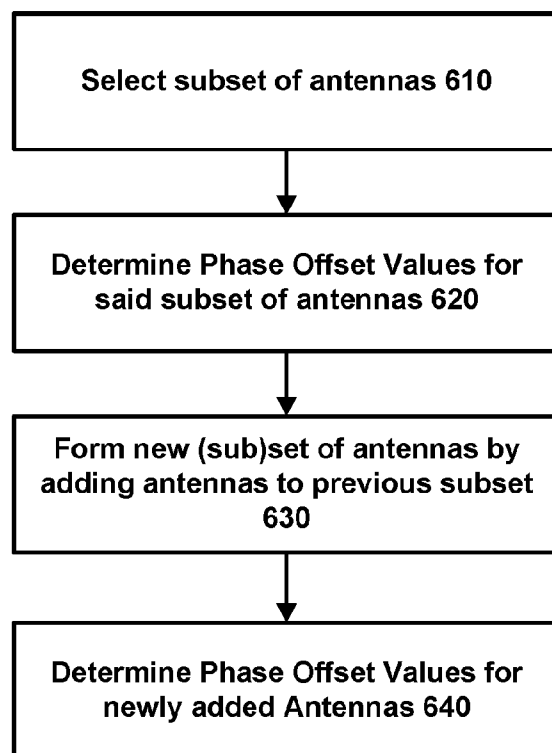 Select subset of antennas 610
Determine Phase Offset Values for
said subset of antennas 620
Form new (sub)set of antennas by
adding antennas to previous subset
630
Determine Phase Offset Values for
newly added Antennas 640